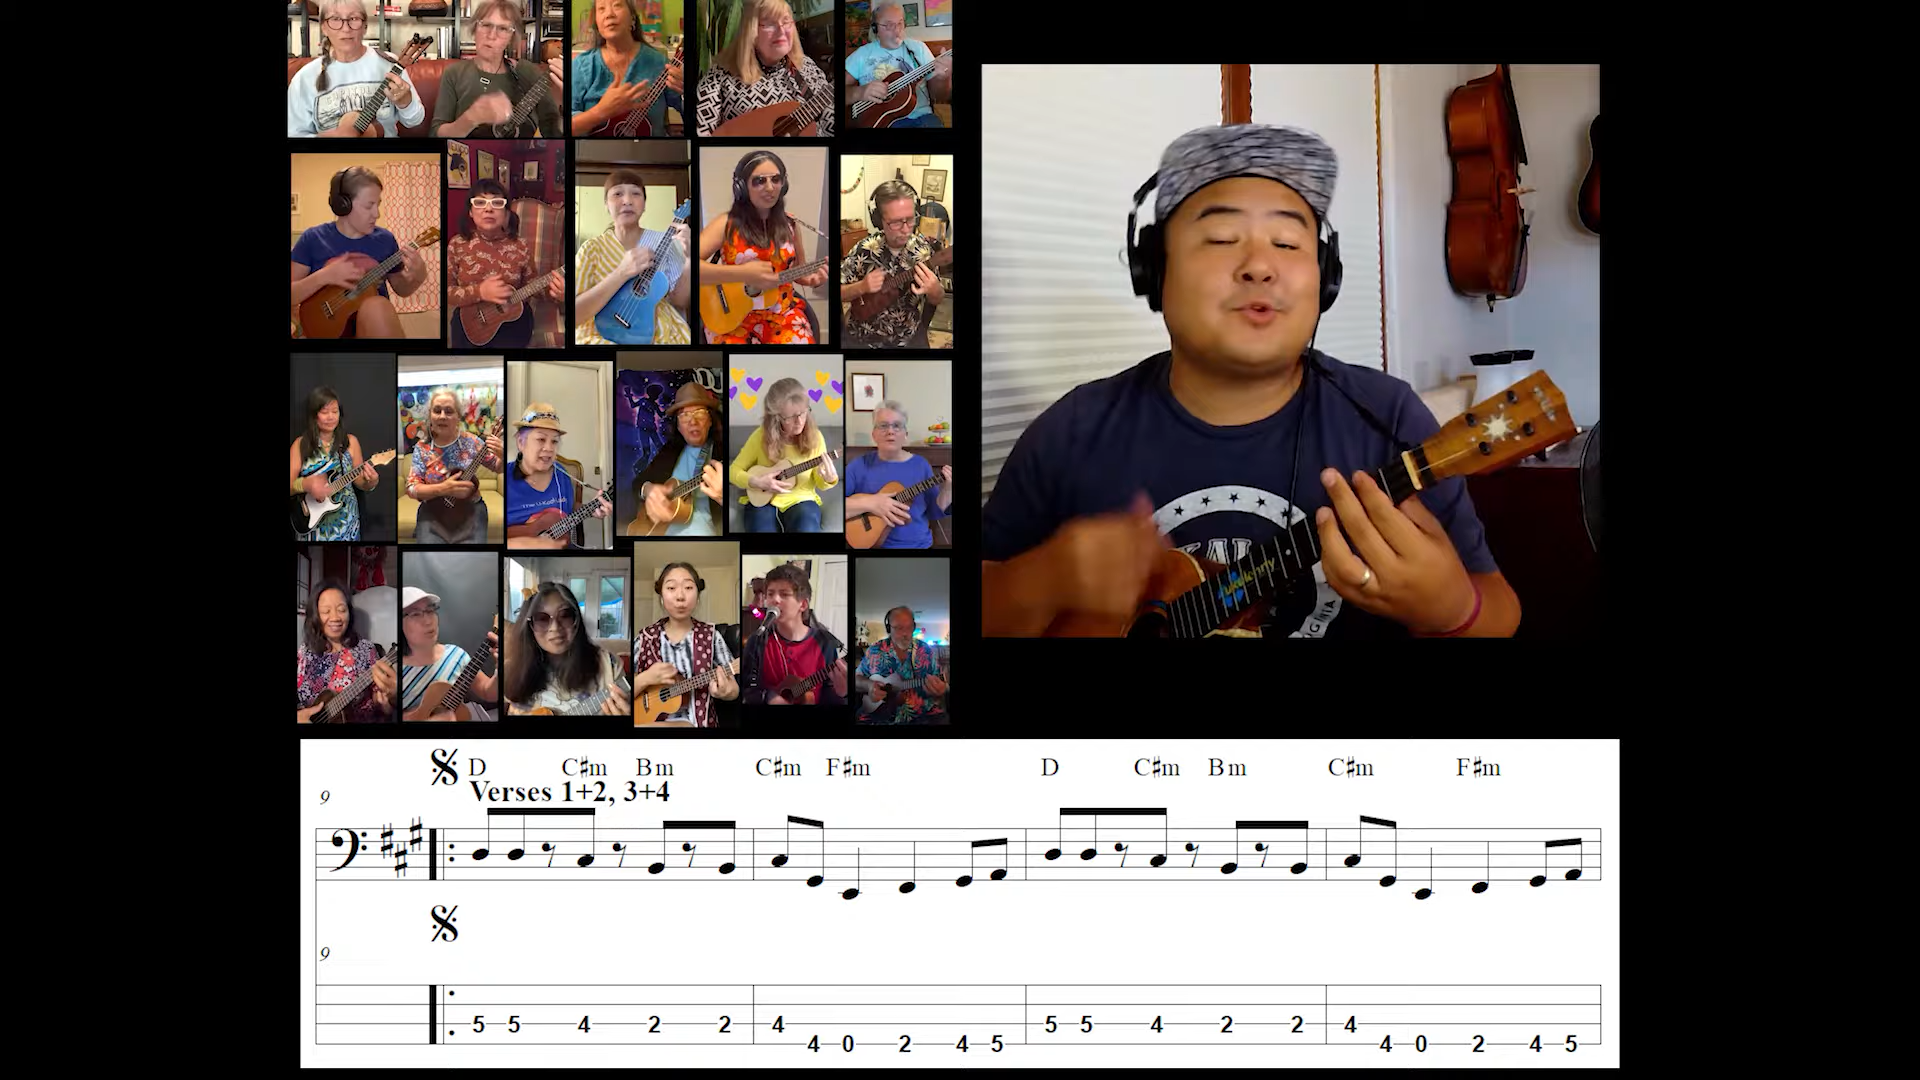 D C♯m Bm C♯m F♯m D C♯m Bm C♯m F♯m
Verses 1+2, 3+4
9
9
5 5 4 2 2 4 5 5 4 2 2 4
4 0 2 4 5 4 0 2 4 5